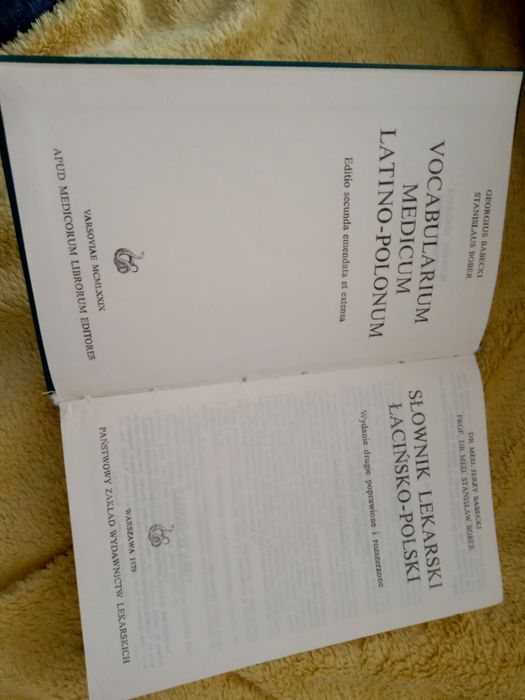 GEORGIUS BABECKI
STANISLAUS BOBER
VOCABULARIUM
MEDICUM
LATINO-POLONUM
Editio secunda emendata et extensa
VARSOVIAE MCMLXXIX
APUD MEDICORUM LIBRORUM EDITORES
DR MED. JERZY BABECKI
PROF. DR MED. STANISŁAW BOBER
SŁOWNIK LEKARSKI
ŁACIŃSKO-POLSKI
Wydanie drugie poprawione i rozszerzone
WARSZAWA 1979
PAŃSTWOWY ZAKŁAD WYDAWNICTW LEKARSKICH